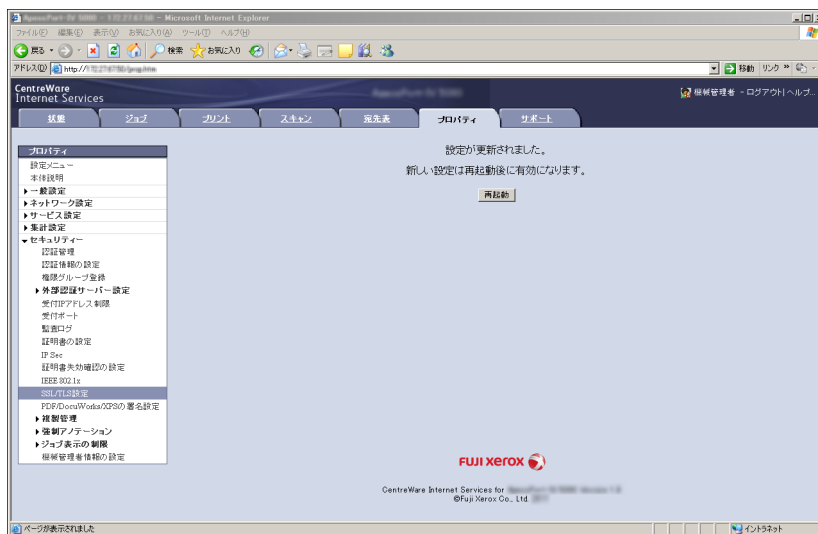 - Microsoft Internet Explorer
ファイル(F) 編集(E) 表示(V) お気に入り(A) ツール(T) ヘルプ(H)
戻る 検索 お気に入り
アドレス(D) http:// 移動 リンク »
CentreWare
Internet Services
機械管理者 - ログアウト| ヘルプ...
状態 ジョブ プリント スキャン 宛先表 プロパティ サポート
プロパティ
設定メニュー
本体説明
一般設定
ネットワーク設定
サービス設定
集計設定
セキュリティー
認証管理
認証情報の設定
権限グループ登録
外部認証サーバー設定
受付IPアドレス制限
受付ポート
監査ログ
証明書の設定
IP Sec
証明書失効確認の設定
IEEE 802.1x
SSL/TLS設定
PDF/DocuWorks/XPSの署名設定
複製管理
強制アノテーション
ジョブ表示の制限
機械管理者情報の設定
設定が更新されました。
新しい設定は再起動後に有効になります。
再起動
FUJI XEROX
CentreWare Internet Services for
©Fuji Xerox Co., Ltd.
ページが表示されました
イントラネット